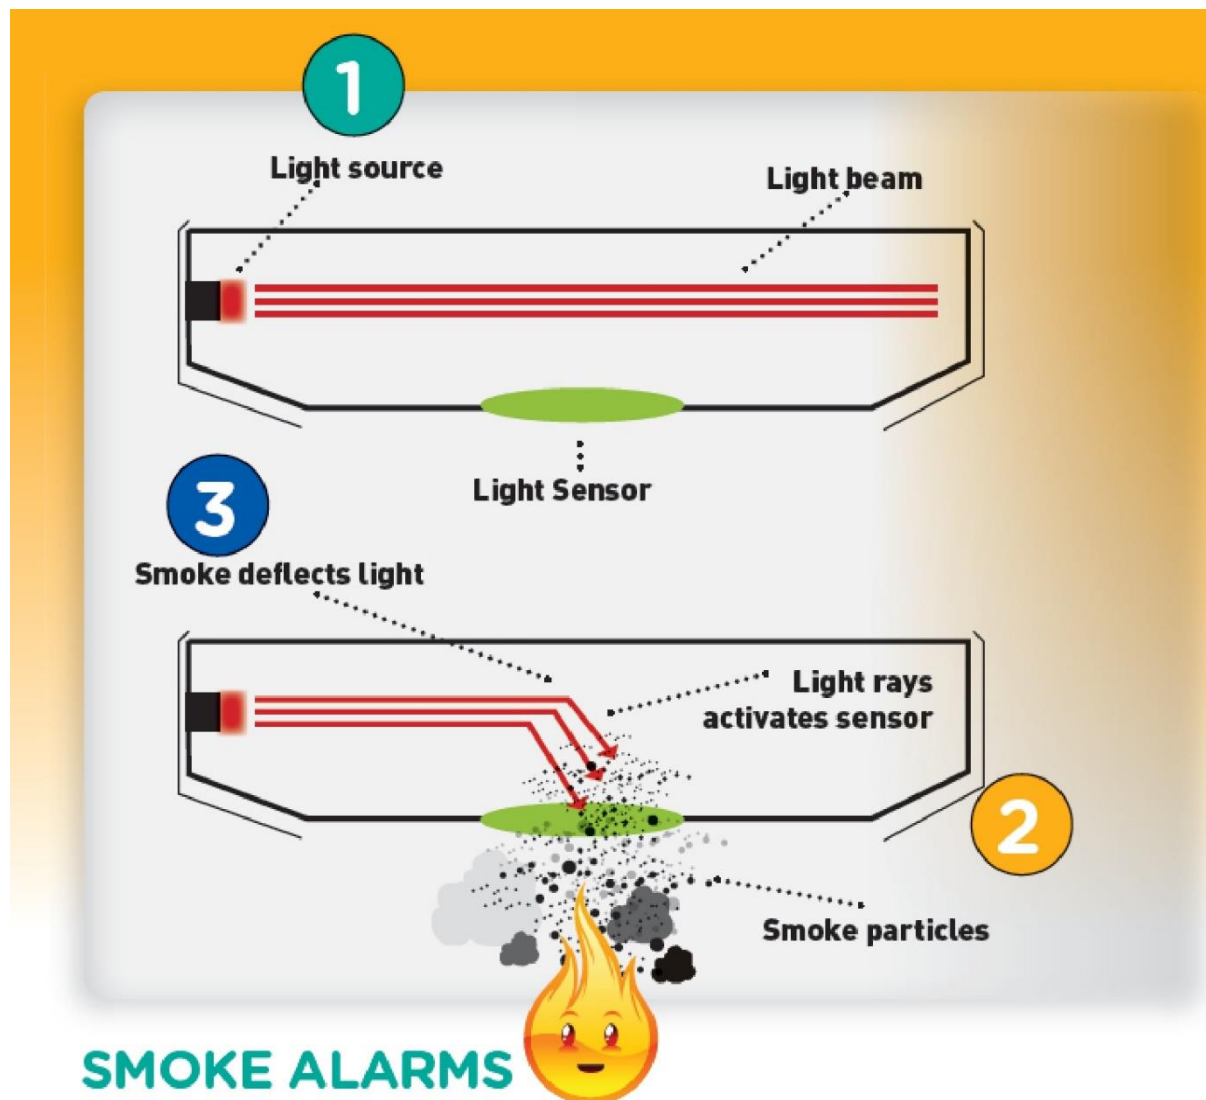 1
Light source
Light beam
Light Sensor
3
Smoke deflects light
Light rays
activates sensor
2
Smoke particles
SMOKE ALARMS